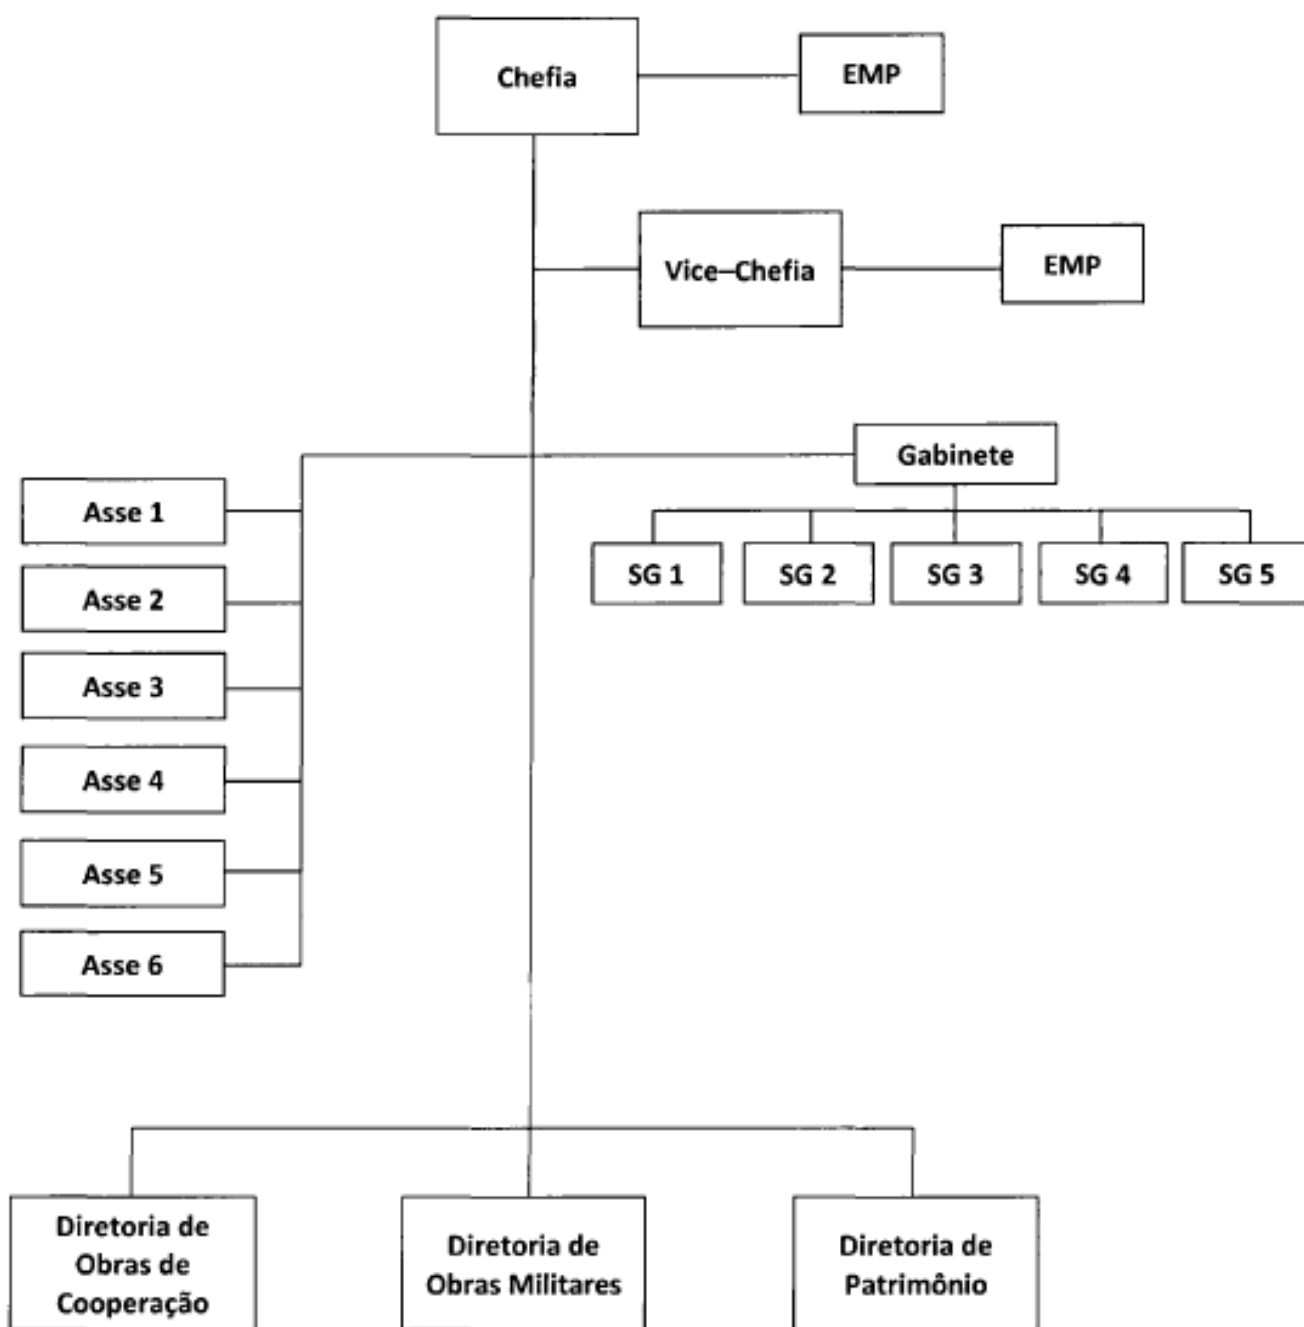 Chefia
EMP
Vice–Chefia
EMP
Gabinete
Asse 1
SG 1
SG 2
SG 3
SG 4
SG 5
Asse 2
Asse 3
Asse 4
Asse 5
Asse 6
Diretoria de
Obras de
Cooperação
Diretoria de
Obras Militares
Diretoria de
Patrimônio